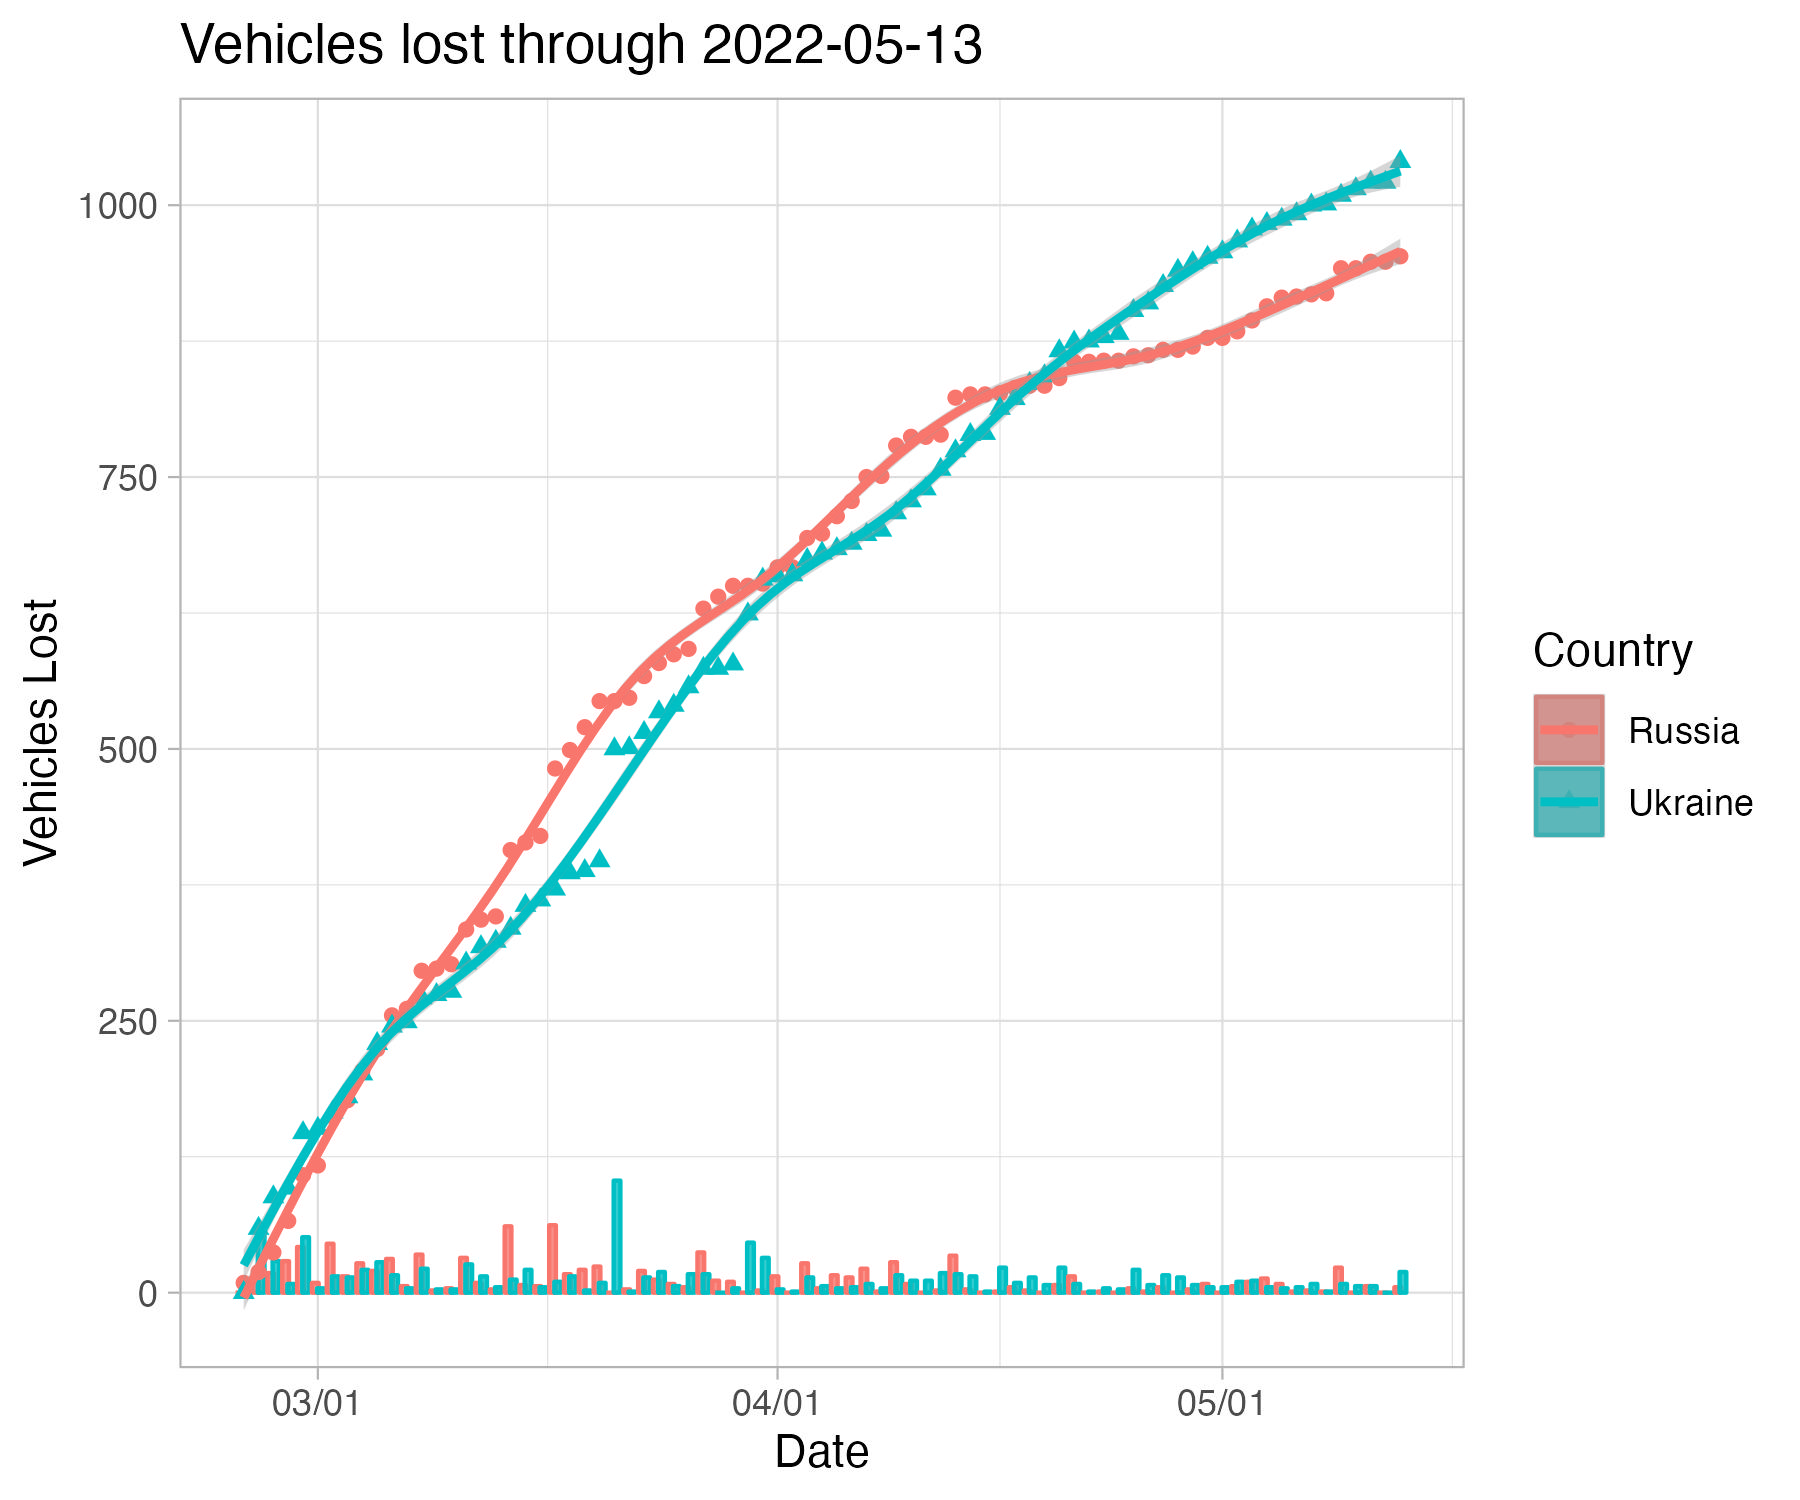 Vehicles lost through 2022-05-13
Vehicles Lost
1000
750
500
250
0
03/01
04/01
05/01
Date
Country
Russia
Ukraine